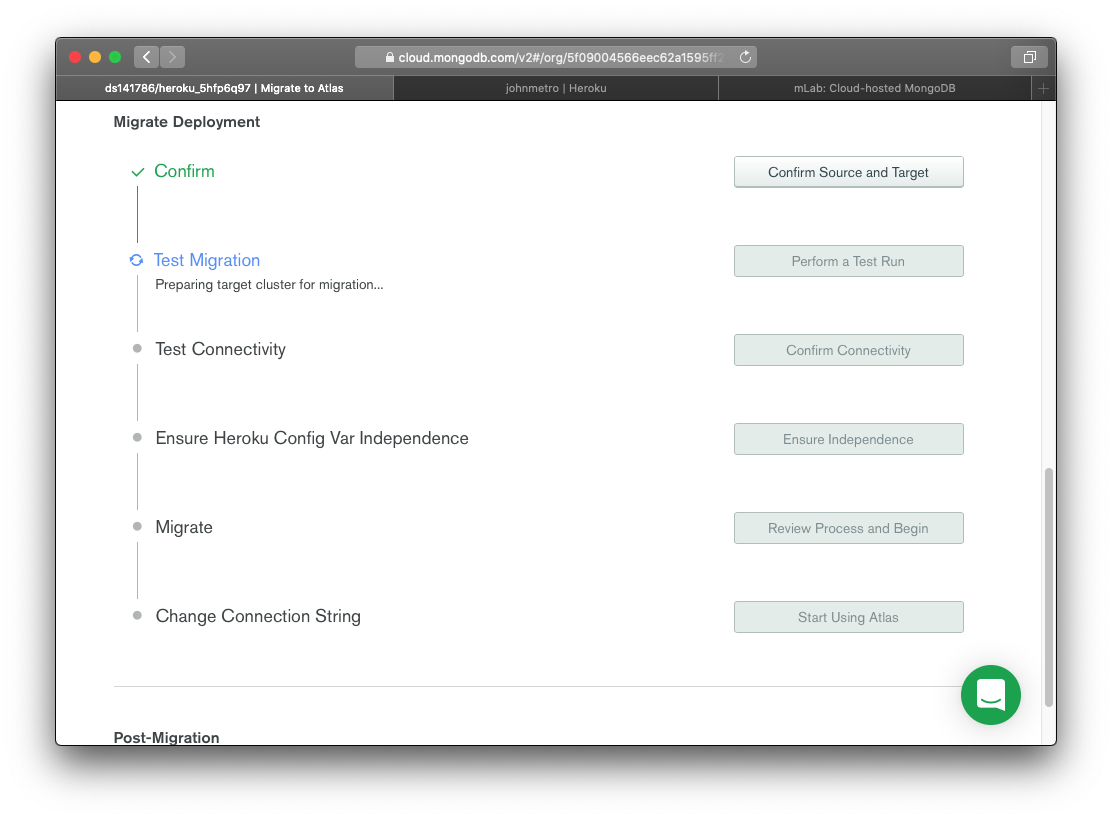 cloud.mongodb.com/v2#/org/5f09004566eec62a1595ff2
ds141786/heroku_5hfp6q97 | Migrate to Atlas
johnmetro | Heroku
mLab: Cloud-hosted MongoDB
Migrate Deployment
Confirm
Confirm Source and Target
Test Migration
Perform a Test Run
Preparing target cluster for migration...
Test Connectivity
Confirm Connectivity
Ensure Heroku Config Var Independence
Ensure Independence
Migrate
Review Process and Begin
Change Connection String
Start Using Atlas
Post-Migration